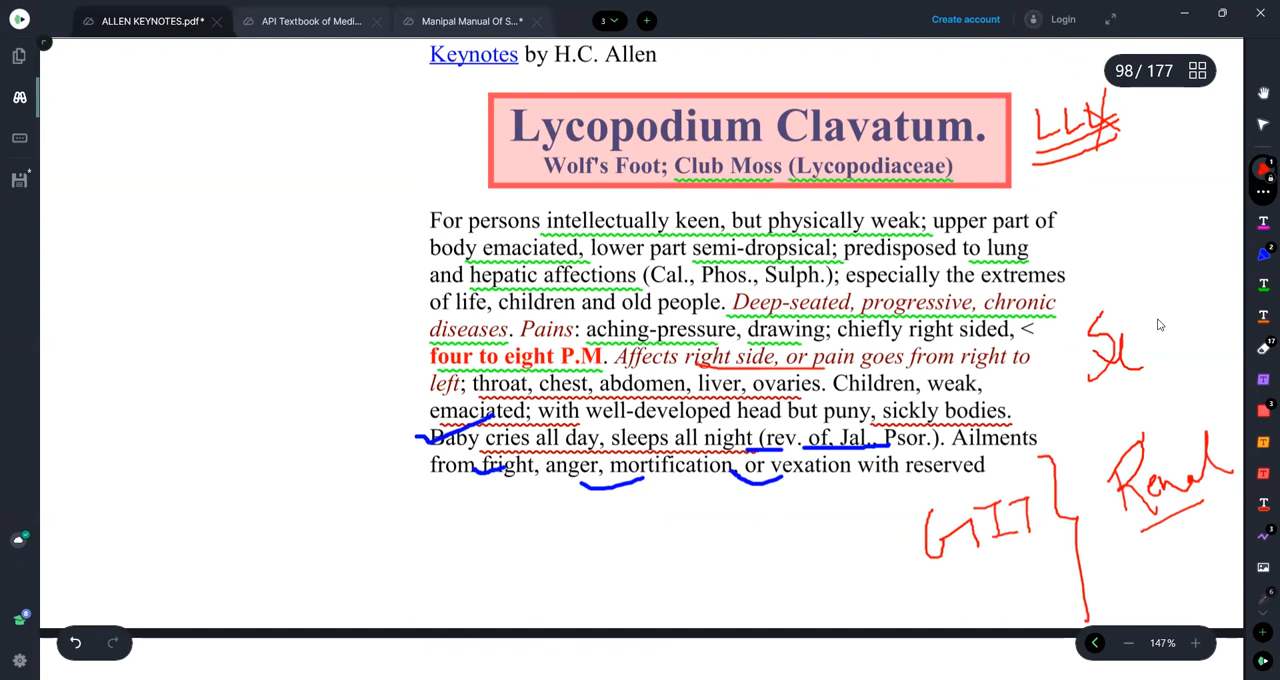 ALLEN KEYNOTES.pdf*
API Textbook of Medi...
Manipal Manual Of S...*
3
Create account
Login
98 / 177
Keynotes by H.C. Allen
Lycopodium Clavatum.
Wolf's Foot; Club Moss (Lycopodiaceae)
For persons intellectually keen, but physically weak; upper part of
body emaciated, lower part semi-dropsical; predisposed to lung
and hepatic affections (Cal., Phos., Sulph.); especially the extremes
of life, children and old people. Deep-seated, progressive, chronic
diseases. Pains: aching-pressure, drawing; chiefly right sided, <
four to eight P.M. Affects right side, or pain goes from right to
left; throat, chest, abdomen, liver, ovaries. Children, weak,
emaciated; with well-developed head but puny, sickly bodies.
Baby cries all day, sleeps all night (rev. of, Jal., Psor.). Ailments
from fright, anger, mortification, or vexation with reserved
GIT
Renal
147%